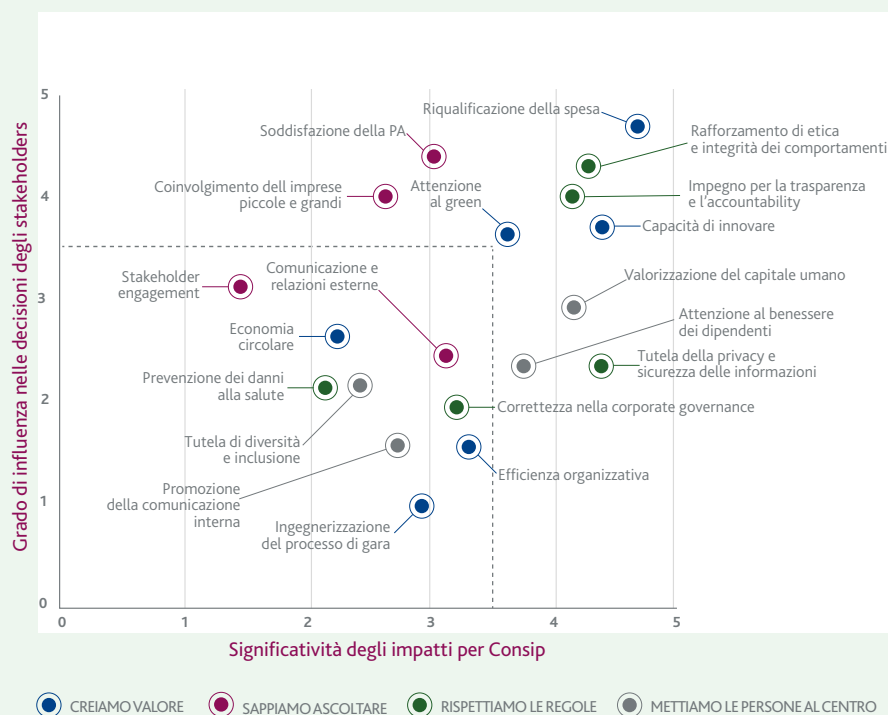 Grado di influenza nelle decisioni degli stakeholders
5
4
3
2
1
0
Riqualificazione della spesa
Soddisfazione della PA
Rafforzamento di etica
e integrità dei comportamenti
Coinvolgimento dell imprese
piccole e grandi
Attenzione
al green
Impegno per la trasparenza
e l'accountability
Capacità di innovare
Stakeholder
engagement
Comunicazione e
relazioni esterne
Valorizzazione del capitale umano
Economia
circolare
Attenzione al benessere
dei dipendenti
Prevenzione dei danni
alla salute
Tutela della privacy e
sicurezza delle informazioni
Correttezza nella corporate governance
Tutela di diversità
e inclusione
Efficienza organizzativa
Promozione
della comunicazione
interna
Ingegnerizzazione
del processo di gara
0 1 2 3 4 5
Significatività degli impatti per Consip
CREIAMO VALORE SAPPIAMO ASCOLTARE RISPETTIAMO LE REGOLE METTIAMO LE PERSONE AL CENTRO